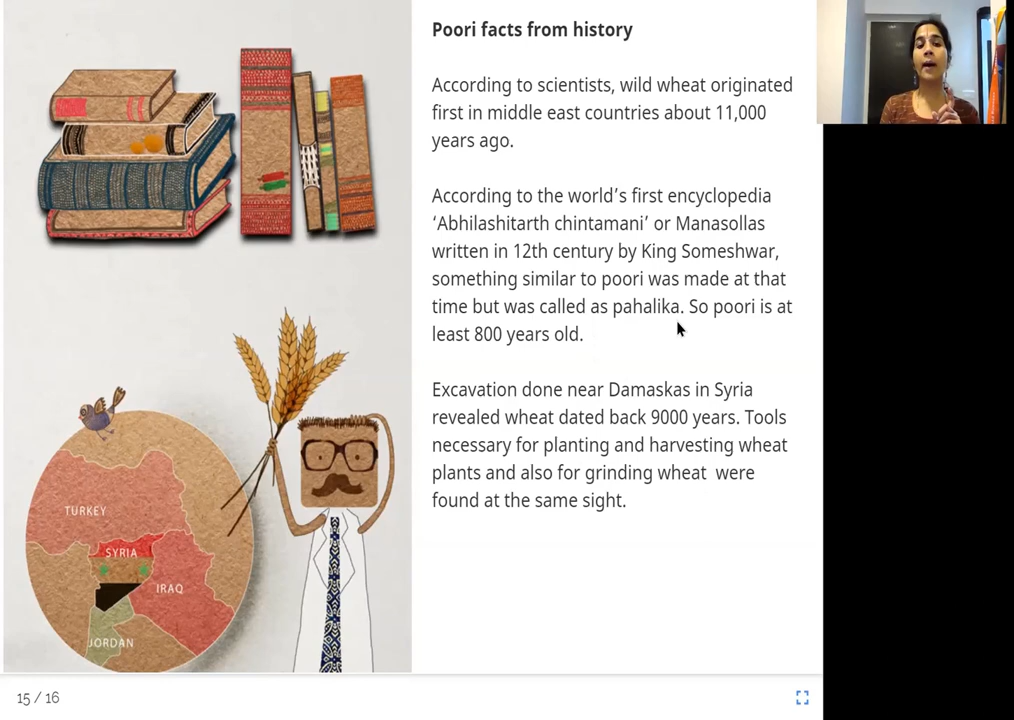 Poori facts from history
According to scientists, wild wheat originated
first in middle east countries about 11,000
years ago.
According to the world’s first encyclopedia
‘Abhilashitarth chintamani’ or Manasollas
written in 12th century by King Someshwar,
something similar to poori was made at that
time but was called as pahalika. So poori is at
least 800 years old.
Excavation done near Damaskas in Syria
revealed wheat dated back 9000 years. Tools
necessary for planting and harvesting wheat
plants and also for grinding wheat were
found at the same sight.
TURKEY
SYRIA
IRAQ
JORDAN
15 / 16